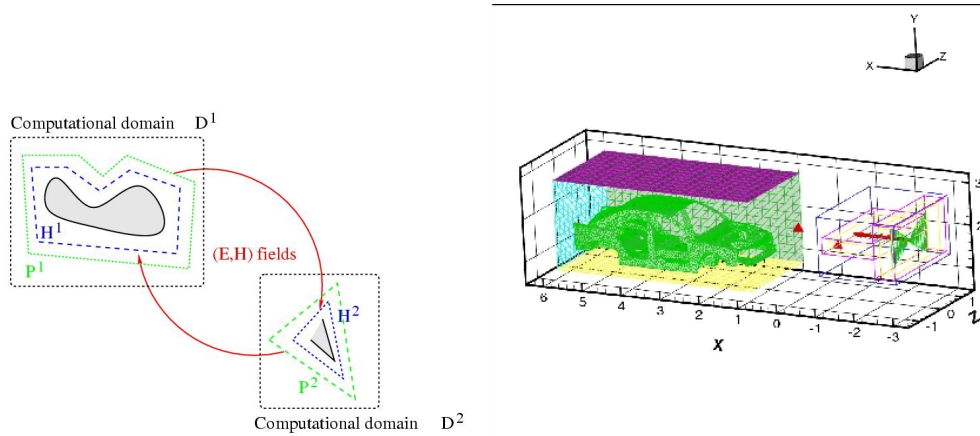 Computational domain D1
H1
P1
(E,H) fields
H2
P2
Computational domain D2
Y
X
Z
6 5 4 3 2 1 0 -1 -2 -3
X
-1 0 1